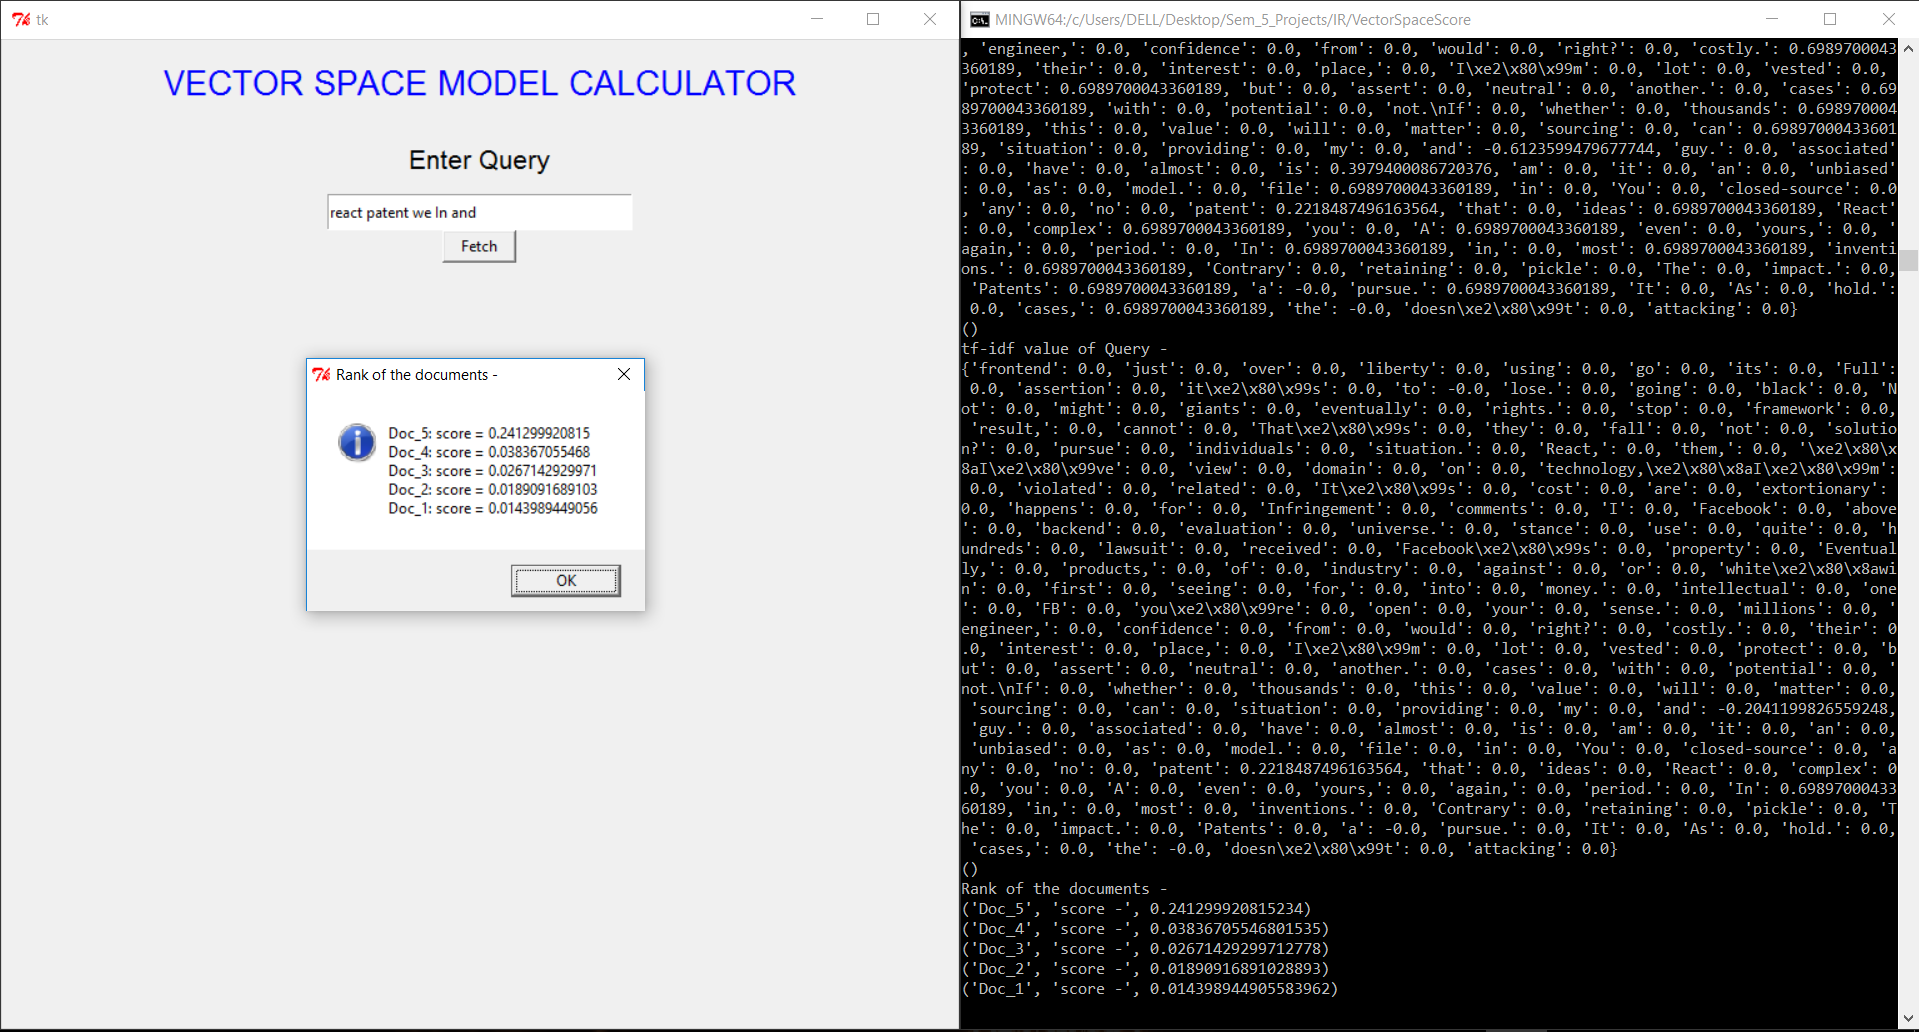 tk
VECTOR SPACE MODEL CALCULATOR
Enter Query
react patent we In and
Fetch
Rank of the documents -
Doc_5: score = 0.241299920815
Doc_4: score = 0.038367055468
Doc_3: score = 0.0267142929971
Doc_2: score = 0.0189091689103
Doc_1: score = 0.0143989449056
OK
MINGW64:/c/Users/DELL/Desktop/Sem_5_Projects/IR/VectorSpaceScore
, 'engineer,': 0.0, 'confidence': 0.0, 'from': 0.0, 'would': 0.0, 'right?': 0.0, 'costly.': 0.6989700043
360189, 'their': 0.0, 'interest': 0.0, 'place,': 0.0, 'I\xe2\x80\x99m': 0.0, 'lot': 0.0, 'vested': 0.0,
'protect': 0.6989700043360189, 'but': 0.0, 'assert': 0.0, 'neutral': 0.0, 'another.': 0.0, 'cases': 0.69
89700043360189, 'with': 0.0, 'potential': 0.0, 'not.\nIf': 0.0, 'whether': 0.0, 'thousands': 0.698970004
3360189, 'this': 0.0, 'value': 0.0, 'will': 0.0, 'matter': 0.0, 'sourcing': 0.0, 'can': 0.69897000433601
89, 'situation': 0.0, 'providing': 0.0, 'my': 0.0, 'and': -0.6123599479677744, 'guy.': 0.0, 'associated'
: 0.0, 'have': 0.0, 'almost': 0.0, 'is': 0.3979400086720376, 'am': 0.0, 'it': 0.0, 'an': 0.0, 'unbiased'
: 0.0, 'as': 0.0, 'model.': 0.0, 'file': 0.6989700043360189, 'in': 0.0, 'You': 0.0, 'closed-source': 0.0
, 'any': 0.0, 'no': 0.0, 'patent': 0.2218487496163564, 'that': 0.0, 'ideas': 0.6989700043360189, 'React'
: 0.0, 'complex': 0.6989700043360189, 'you': 0.0, 'A': 0.6989700043360189, 'even': 0.0, 'yours,': 0.0, '
again,': 0.0, 'period.': 0.0, 'In': 0.6989700043360189, 'in,': 0.0, 'most': 0.6989700043360189, 'inventi
ons.': 0.6989700043360189, 'Contrary': 0.0, 'retaining': 0.0, 'pickle': 0.0, 'The': 0.0, 'impact.': 0.0,
'Patents': 0.6989700043360189, 'a': -0.0, 'pursue.': 0.6989700043360189, 'It': 0.0, 'As': 0.0, 'hold.':
0.0, 'cases,': 0.6989700043360189, 'the': -0.0, 'doesn\xe2\x80\x99t': 0.0, 'attacking': 0.0}
()
tf-idf value of Query -
{'frontend': 0.0, 'just': 0.0, 'over': 0.0, 'liberty': 0.0, 'using': 0.0, 'go': 0.0, 'its': 0.0, 'Full':
0.0, 'assertion': 0.0, 'it\xe2\x80\x99s': 0.0, 'to': -0.0, 'lose.': 0.0, 'going': 0.0, 'black': 0.0, 'N
ot': 0.0, 'might': 0.0, 'giants': 0.0, 'eventually': 0.0, 'rights.': 0.0, 'stop': 0.0, 'framework': 0.0,
'result,': 0.0, 'cannot': 0.0, 'That\xe2\x80\x99s': 0.0, 'they': 0.0, 'fall': 0.0, 'not': 0.0, 'solutio
n?': 0.0, 'pursue': 0.0, 'individuals': 0.0, 'situation.': 0.0, 'React,': 0.0, 'them,': 0.0, '\xe2\x80\x
8aI\xe2\x80\x99ve': 0.0, 'view': 0.0, 'domain': 0.0, 'on': 0.0, 'technology,\xe2\x80\x8aI\xe2\x80\x99m':
0.0, 'violated': 0.0, 'related': 0.0, 'It\xe2\x80\x99s': 0.0, 'cost': 0.0, 'are': 0.0, 'extortionary':
0.0, 'happens': 0.0, 'for': 0.0, 'Infringement': 0.0, 'comments': 0.0, 'I': 0.0, 'Facebook': 0.0, 'above
': 0.0, 'backend': 0.0, 'evaluation': 0.0, 'universe.': 0.0, 'stance': 0.0, 'use': 0.0, 'quite': 0.0, 'h
undreds': 0.0, 'lawsuit': 0.0, 'received': 0.0, 'Facebook\xe2\x80\x99s': 0.0, 'property': 0.0, 'Eventual
ly,': 0.0, 'products,': 0.0, 'of': 0.0, 'industry': 0.0, 'against': 0.0, 'or': 0.0, 'white\xe2\x80\x8awi
n': 0.0, 'first': 0.0, 'seeing': 0.0, 'for,': 0.0, 'into': 0.0, 'money.': 0.0, 'intellectual': 0.0, 'one
': 0.0, 'FB': 0.0, 'you\xe2\x80\x99re': 0.0, 'open': 0.0, 'your': 0.0, 'sense.': 0.0, 'millions': 0.0, '
engineer,': 0.0, 'confidence': 0.0, 'from': 0.0, 'would': 0.0, 'right?': 0.0, 'costly.': 0.0, 'their': 0
.0, 'interest': 0.0, 'place,': 0.0, 'I\xe2\x80\x99m': 0.0, 'lot': 0.0, 'vested': 0.0, 'protect': 0.0, 'b
ut': 0.0, 'assert': 0.0, 'neutral': 0.0, 'another.': 0.0, 'cases': 0.0, 'with': 0.0, 'potential': 0.0, '
not.\nIf': 0.0, 'whether': 0.0, 'thousands': 0.0, 'this': 0.0, 'value': 0.0, 'will': 0.0, 'matter': 0.0,
'sourcing': 0.0, 'can': 0.0, 'situation': 0.0, 'providing': 0.0, 'my': 0.0, 'and': -0.2041199826559248,
'guy.': 0.0, 'associated': 0.0, 'have': 0.0, 'almost': 0.0, 'is': 0.0, 'am': 0.0, 'it': 0.0, 'an': 0.0,
'unbiased': 0.0, 'as': 0.0, 'model.': 0.0, 'file': 0.0, 'in': 0.0, 'You': 0.0, 'closed-source': 0.0, 'a
ny': 0.0, 'no': 0.0, 'patent': 0.2218487496163564, 'that': 0.0, 'ideas': 0.0, 'React': 0.0, 'complex': 0
.0, 'you': 0.0, 'A': 0.0, 'even': 0.0, 'yours,': 0.0, 'again,': 0.0, 'period.': 0.0, 'In': 0.69897000433
60189, 'in,': 0.0, 'most': 0.0, 'inventions.': 0.0, 'Contrary': 0.0, 'retaining': 0.0, 'pickle': 0.0, 'T
he': 0.0, 'impact.': 0.0, 'Patents': 0.0, 'a': -0.0, 'pursue.': 0.0, 'It': 0.0, 'As': 0.0, 'hold.': 0.0,
'cases,': 0.0, 'the': -0.0, 'doesn\xe2\x80\x99t': 0.0, 'attacking': 0.0}
()
Rank of the documents -
('Doc_5', 'score -', 0.241299920815234)
('Doc_4', 'score -', 0.03836705546801535)
('Doc_3', 'score -', 0.02671429299712778)
('Doc_2', 'score -', 0.01890916891028893)
('Doc_1', 'score -', 0.014398944905583962)